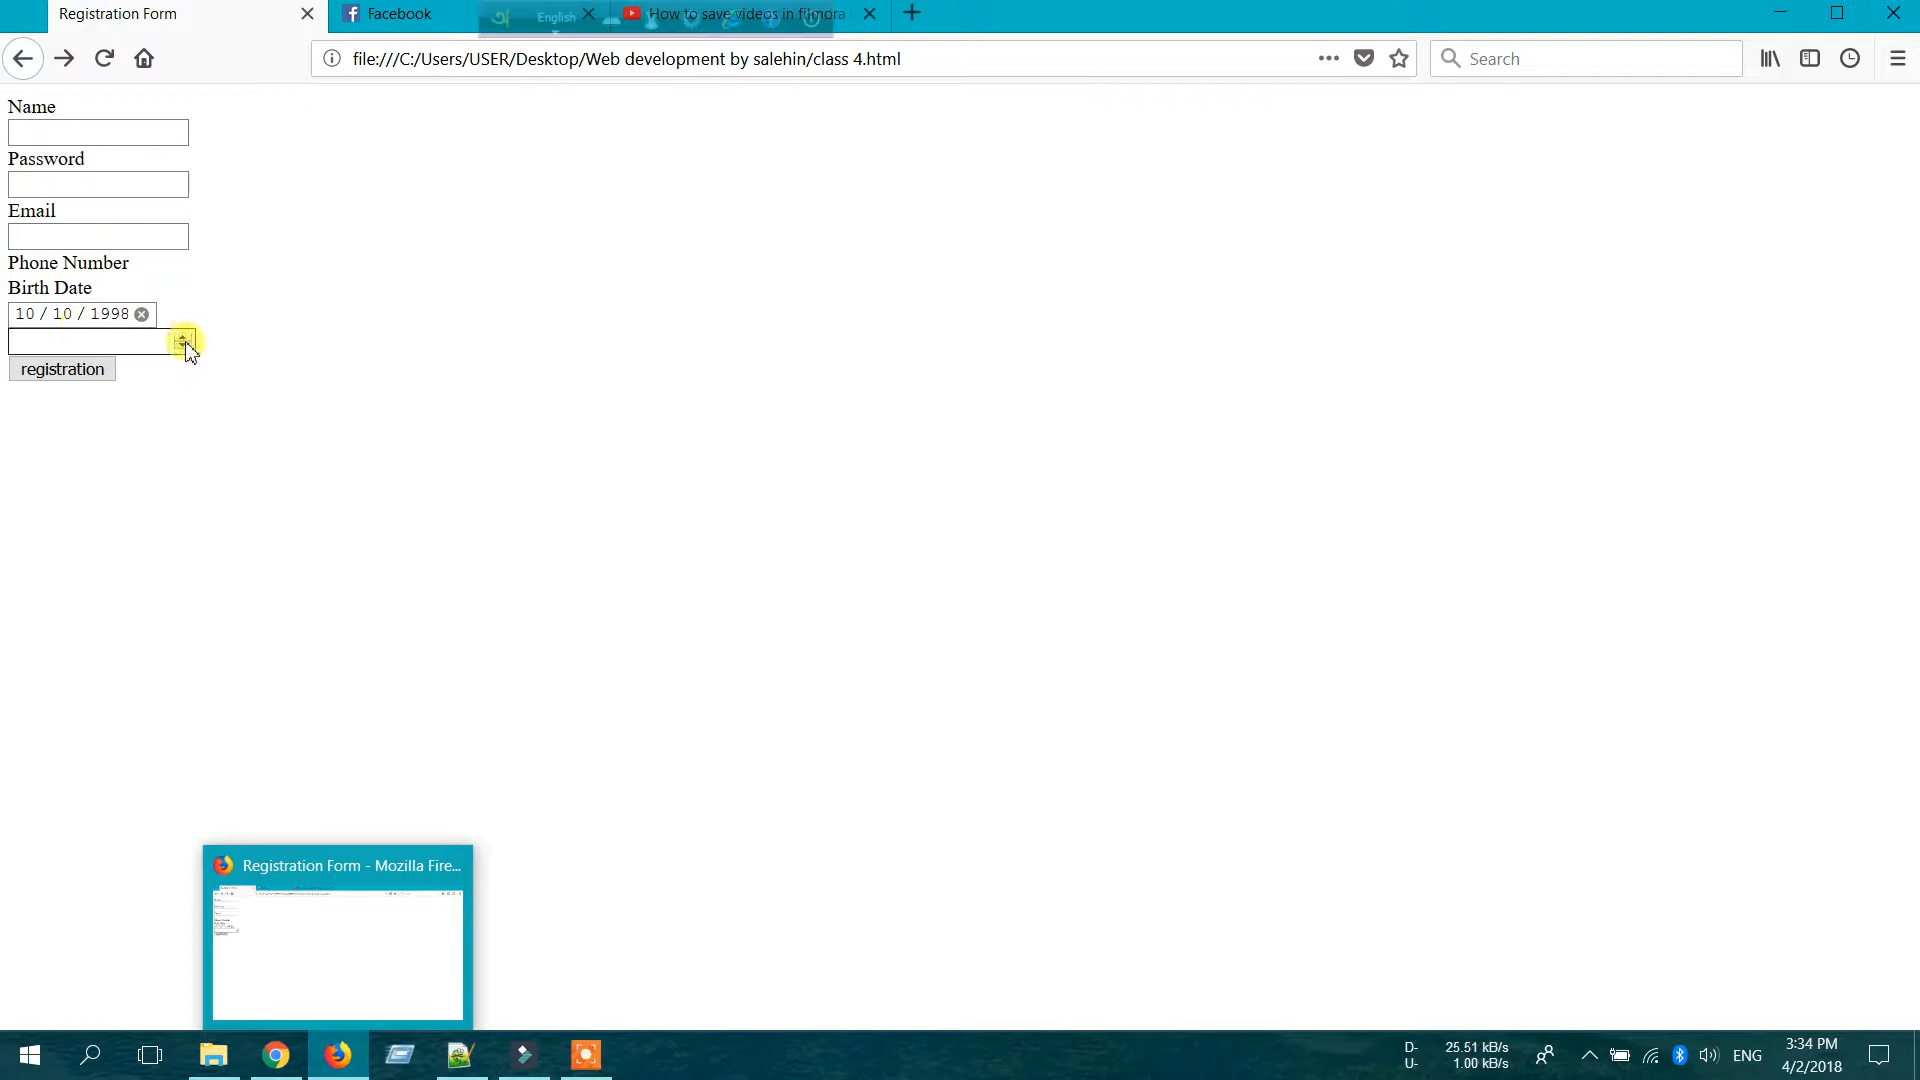 Registration Form
Facebook
English
How to save videos in filmora
file:///C:/Users/USER/Desktop/Web development by salehin/class 4.html
Search
Name
Password
Email
Phone Number
Birth Date
10 / 10 / 1998
registration
Registration Form - Mozilla Fire...
D- 25.51 kB/s
U- 1.00 kB/s
ENG
3:34 PM
4/2/2018